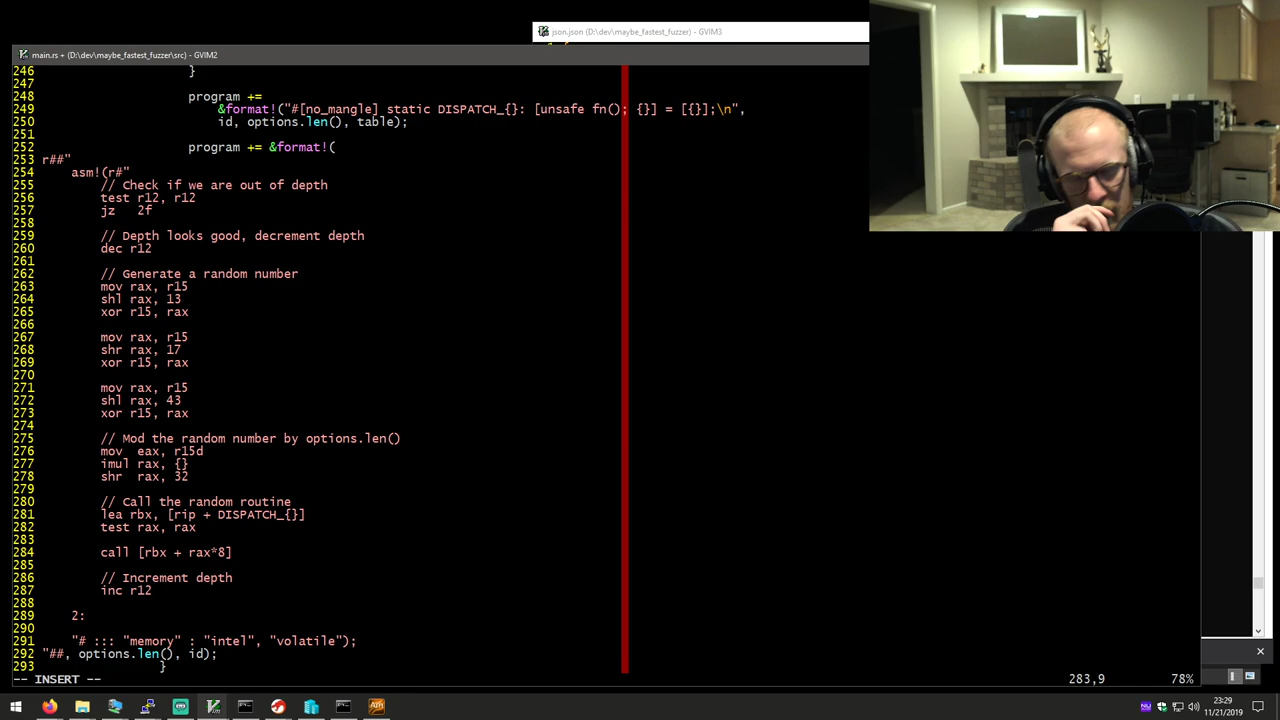 json.json (D:\dev\maybe_fastest_fuzzer) - GVIM3
main.rs + (D:\dev\maybe_fastest_fuzzer\src) - GVIM2
246 }
247
248 program +=
249 &format!("#[no_mangle] static DISPATCH_{}: [unsafe fn(); {}] = [{}];\n",
250 id, options.len(), table);
251
252 program += &format!(
253 r##"
254 asm!(r#"
255 // Check if we are out of depth
256 test r12, r12
257 jz 2f
258
259 // Depth looks good, decrement depth
260 dec r12
261
262 // Generate a random number
263 mov rax, r15
264 shl rax, 13
265 xor r15, rax
266
267 mov rax, r15
268 shr rax, 17
269 xor r15, rax
270
271 mov rax, r15
272 shl rax, 43
273 xor r15, rax
274
275 // Mod the random number by options.len()
276 mov eax, r15d
277 imul rax, {}
278 shr rax, 32
279
280 // Call the random routine
281 lea rbx, [rip + DISPATCH_{}]
282 test rax, rax
283
284 call [rbx + rax*8]
285
286 // Increment depth
287 inc r12
288
289 2:
290
291 "# ::: "memory" : "intel", "volatile");
292 "##, options.len(), id);
293 }
-- INSERT -- 283,9 78%
23:29
11/21/2019